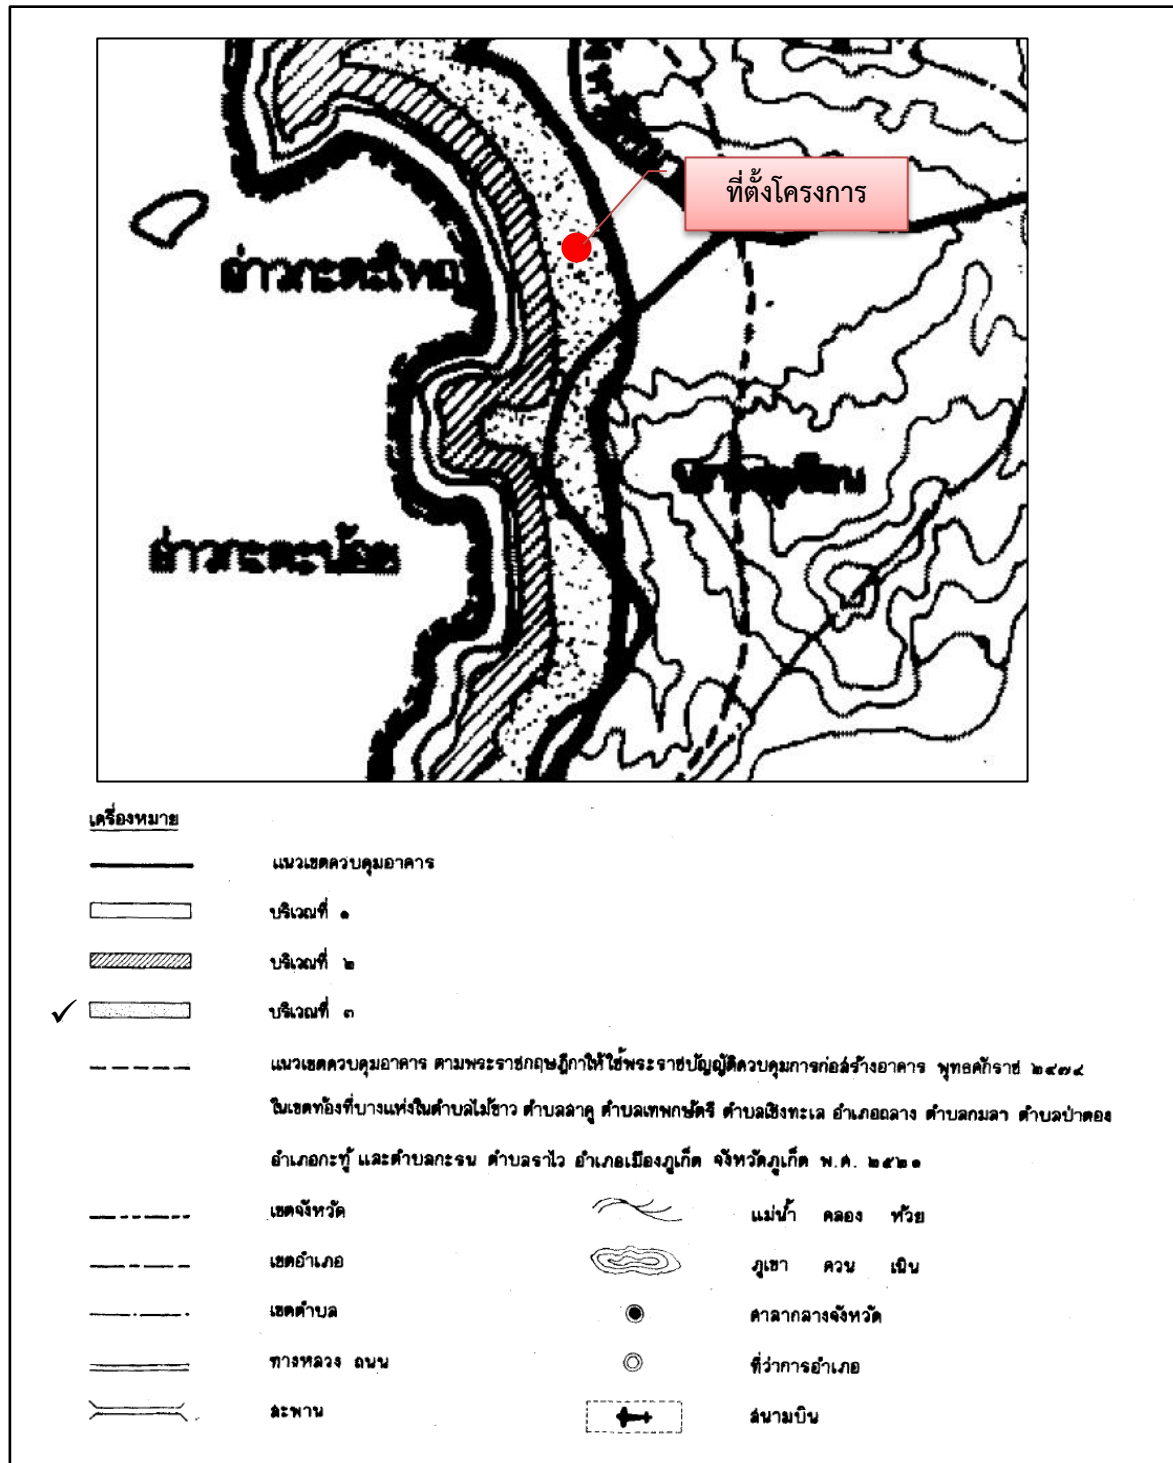 ที่ตั้งโครงการ
อ่าวกะตะใหญ่
อ่าวกะตะน้อย
เครื่องหมาย
แนวเขตควบคุมอาคาร
บริเวณที่ ๑
บริเวณที่ ๒
✓ บริเวณที่ ๓
แนวเขตควบคุมอาคาร ตามพระราชกฤษฎีกาให้ใช้พระราชบัญญัติควบคุมการก่อสร้างอาคาร พุทธศักราช ๒๔๗๙
ในเขตท้องที่บางแห่งในตำบลไม้ขาว ตำบลสาคู ตำบลเทพกษัตรี ตำบลเชิงทะเล อำเภอถลาง ตำบลกมลา ตำบลป่าตอง
อำเภอกะทู้ และตำบลกะรน ตำบลราไว อำเภอเมืองภูเก็ต จังหวัดภูเก็ต พ.ศ. ๒๕๒๑
เขตจังหวัด
แม่น้ำ คลอง ห้วย
เขตอำเภอ
ภูเขา ควน เนิน
เขตตำบล
ศาลากลางจังหวัด
ทางหลวง ถนน
ที่ว่าการอำเภอ
สะพาน
สนามบิน